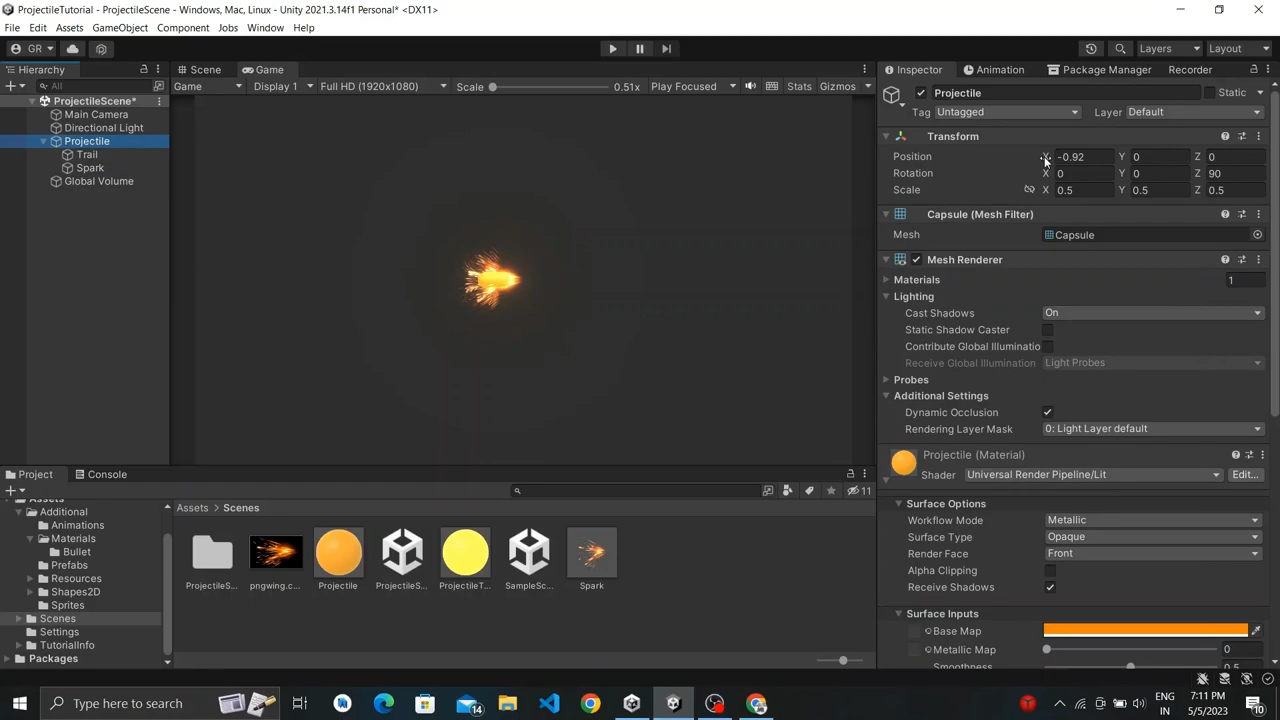 ProjectileTutorial - ProjectileScene - Windows, Mac, Linux - Unity 2021.3.14f1 Personal* <DX11>
File Edit Assets GameObject Component Jobs Window Help
GR Layers Layout
Hierarchy Scene Game Inspector Animation Package Manager Recorder
All Game Display 1 Full HD (1920x1080) Scale 0.51x Play Focused Stats Gizmos
Projectile Static
ProjectileScene*
Tag Untagged Layer Default
Main Camera
Directional Light
Projectile
Trail
Spark
Global Volume
Transform
Position X -0.92 Y 0 Z 0
Rotation X 0 Y 0 Z 90
Scale X 0.5 Y 0.5 Z 0.5
Capsule (Mesh Filter)
Mesh Capsule
Mesh Renderer
Materials 1
Lighting
Cast Shadows On
Static Shadow Caster
Contribute Global Illuminatio
Receive Global Illumination Light Probes
Probes
Additional Settings
Dynamic Occlusion
Rendering Layer Mask 0: Light Layer default
Projectile (Material)
Shader Universal Render Pipeline/Lit Edit...
Surface Options
Workflow Mode Metallic
Surface Type Opaque
Render Face Front
Alpha Clipping
Receive Shadows
Surface Inputs
Base Map
Metallic Map 0
Smoothness 0.5
Project Console
11
Assets
Additional
Animations
Materials
Bullet
Prefabs
Resources
Shapes2D
Sprites
Scenes
Settings
TutorialInfo
Packages
Assets > Scenes
ProjectileS... pngwing.c... Projectile ProjectileS... ProjectileT... SampleSc... Spark
Type here to search 14 ENG 7:11 PM
IN 5/5/2023 10